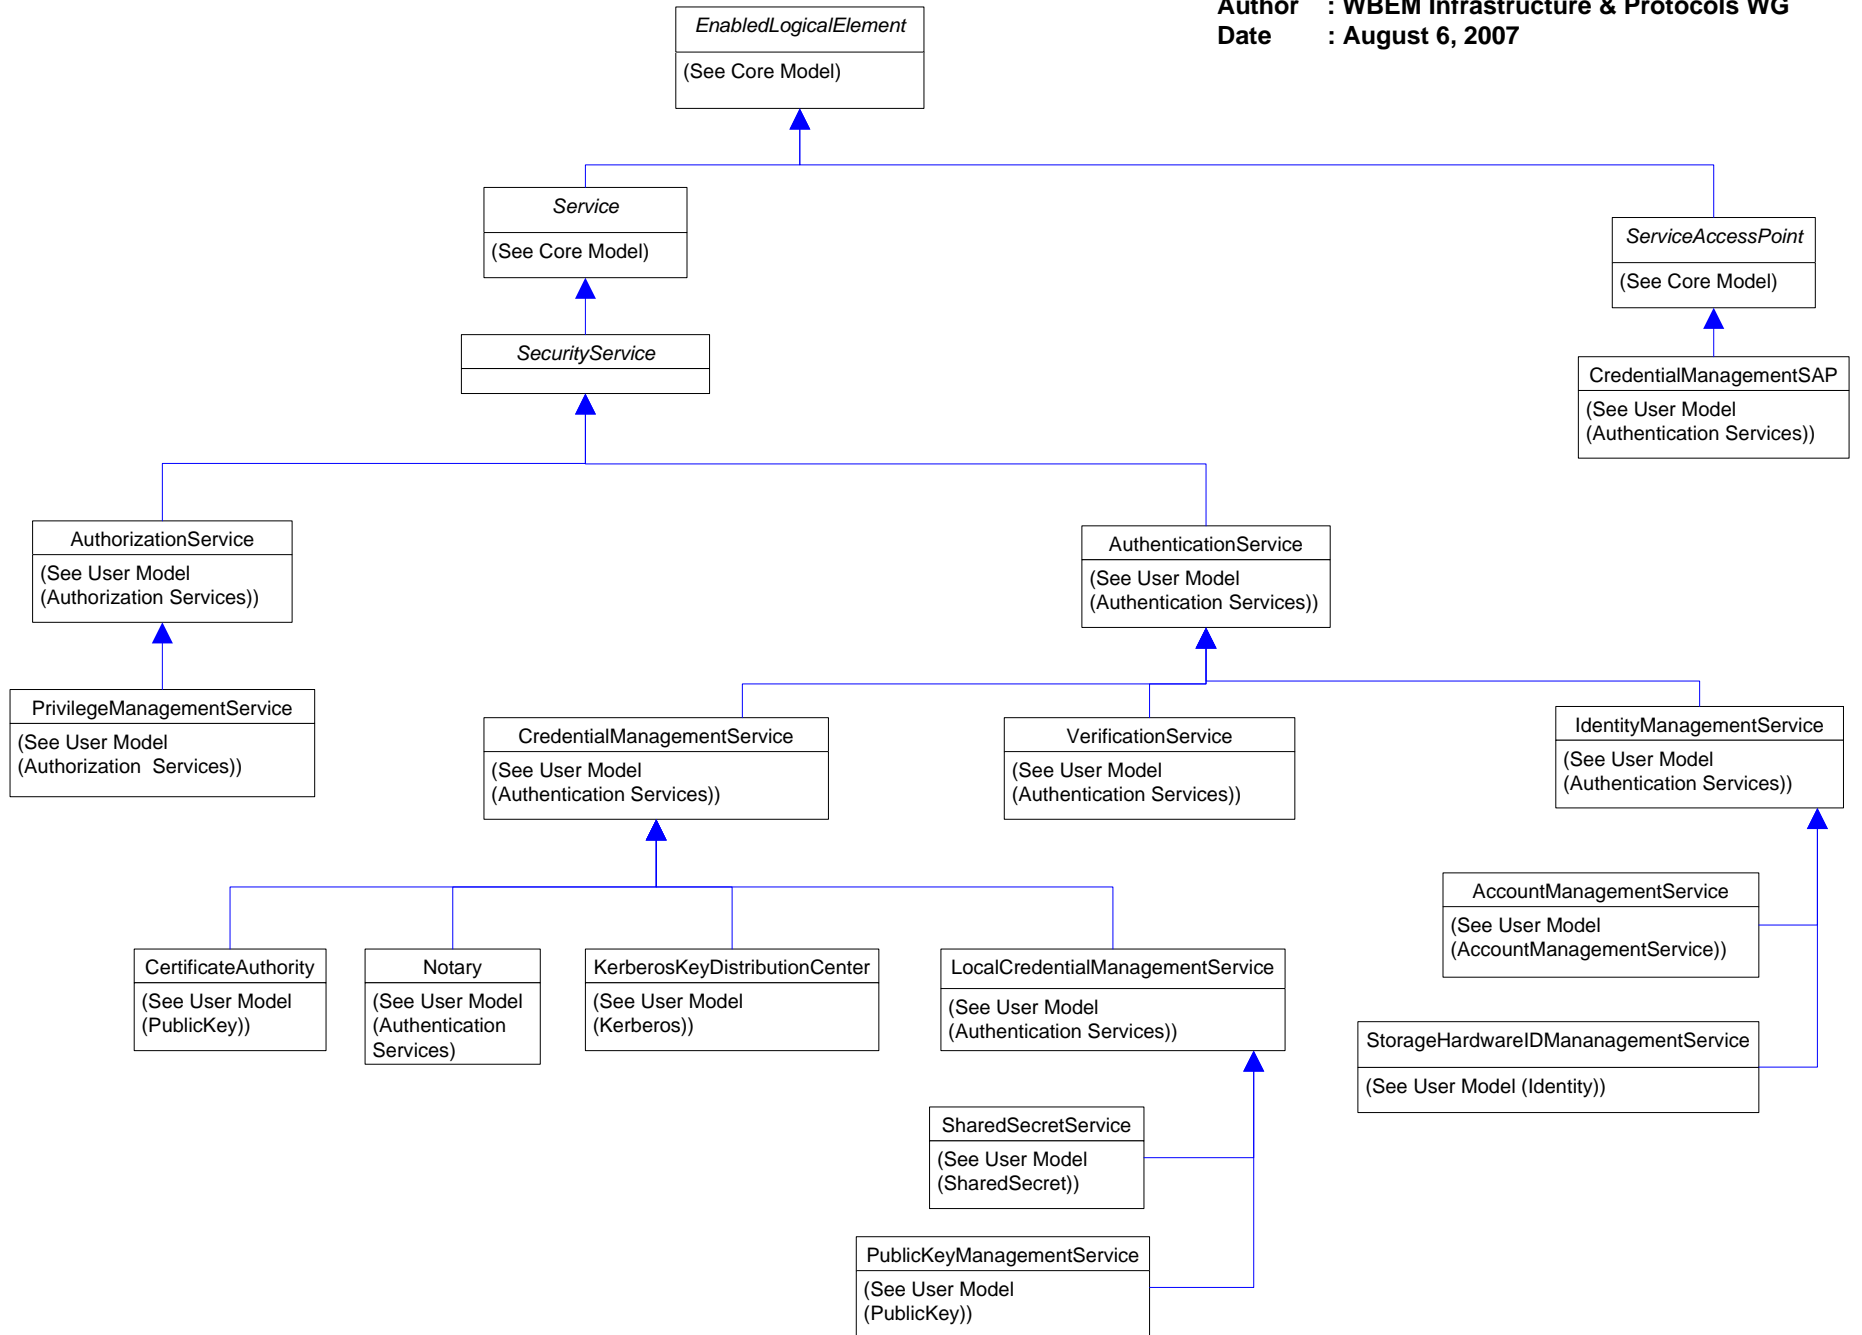 Author : WBEM Infrastructure & Protocols WG
Date : August 6, 2007
EnabledLogicalElement
(See Core Model)
Service
(See Core Model)
ServiceAccessPoint
(See Core Model)
SecurityService
CredentialManagementSAP
(See User Model
(Authentication Services))
AuthorizationService
(See User Model
(Authorization Services))
AuthenticationService
(See User Model
(Authentication Services))
PrivilegeManagementService
(See User Model
(Authorization Services))
CredentialManagementService
(See User Model
(Authentication Services))
VerificationService
(See User Model
(Authentication Services))
IdentityManagementService
(See User Model
(Authentication Services))
AccountManagementService
(See User Model
(AccountManagementService))
CertificateAuthority
(See User Model
(PublicKey))
Notary
(See User Model
(Authentication
Services)
KerberosKeyDistributionCenter
(See User Model
(Kerberos))
LocalCredentialManagementService
(See User Model
(Authentication Services))
StorageHardwareIDMananagementService
(See User Model (Identity))
SharedSecretService
(See User Model
(SharedSecret))
PublicKeyManagementService
(See User Model
(PublicKey))